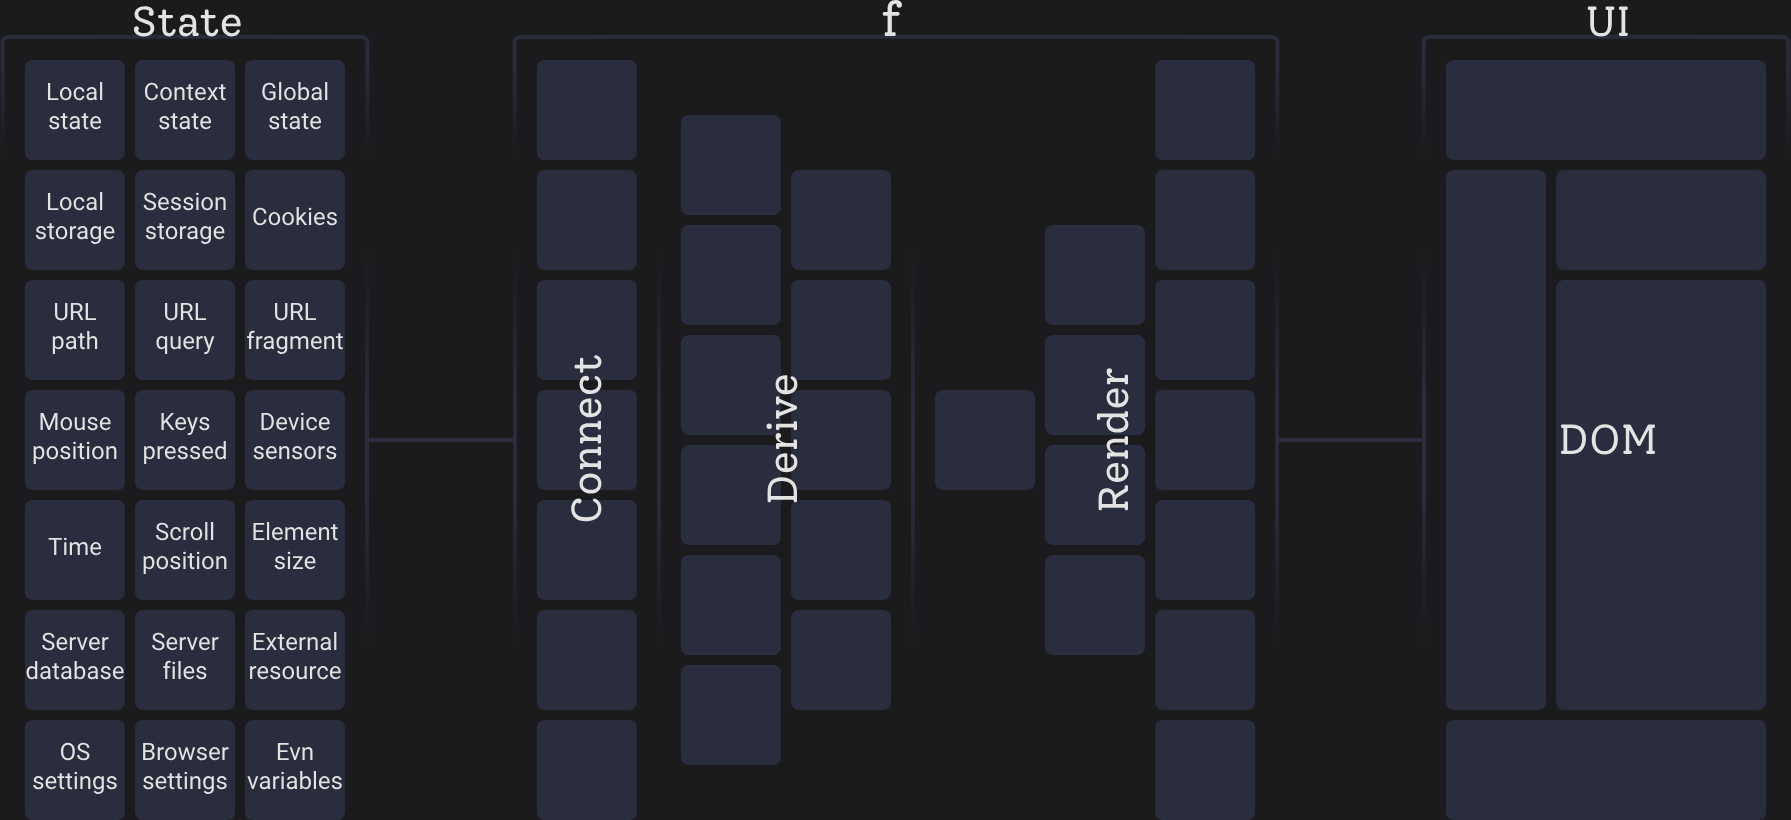 State
f
UI
Local
state
Context
state
Global
state
Local
storage
Session
storage
Cookies
URL
path
URL
query
URL
fragment
Mouse
position
Keys
pressed
Device
sensors
Time
Scroll
position
Element
size
Server
database
Server
files
External
resource
OS
settings
Browser
settings
Evn
variables
Connect
Derive
Render
DOM